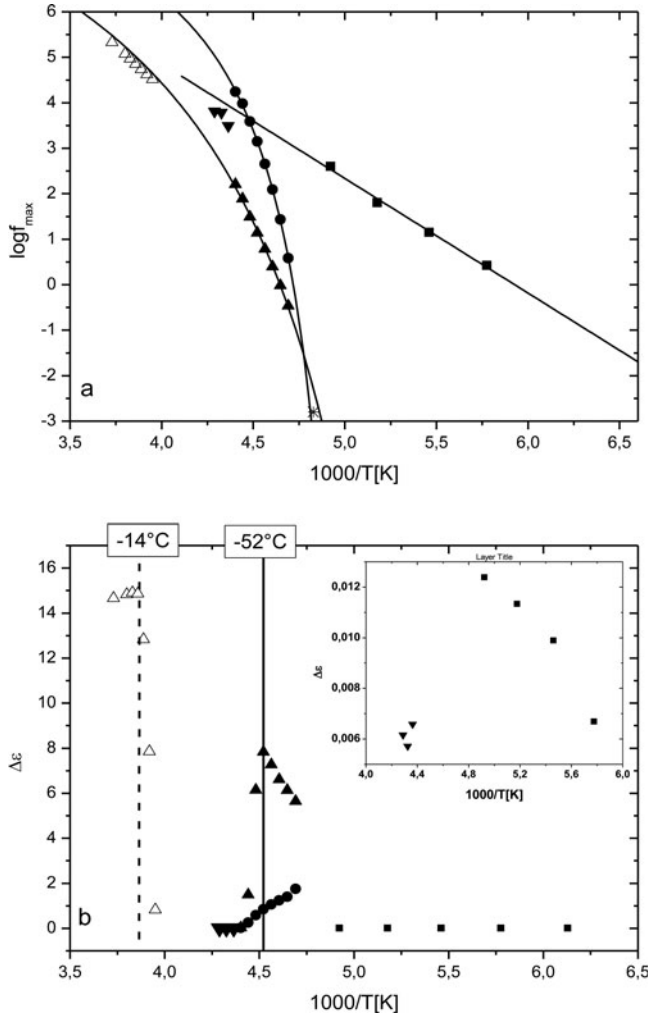 6
5
4
3
2
1
0
-1
-2
-3
logf max
a
3,5 4,0 4,5 5,0 5,5 6,0 6,5
1000/T[K]
-14°C
-52°C
16
14
12
10
8
6
4
2
0
Δε
b
3,5 4,0 4,5 5,0 5,5 6,0 6,5
1000/T[K]
Layer Title
0,012
0,010
0,008
0,006
Δε
4,0 4,4 4,8 5,2 5,6 6,0
1000/T[K]